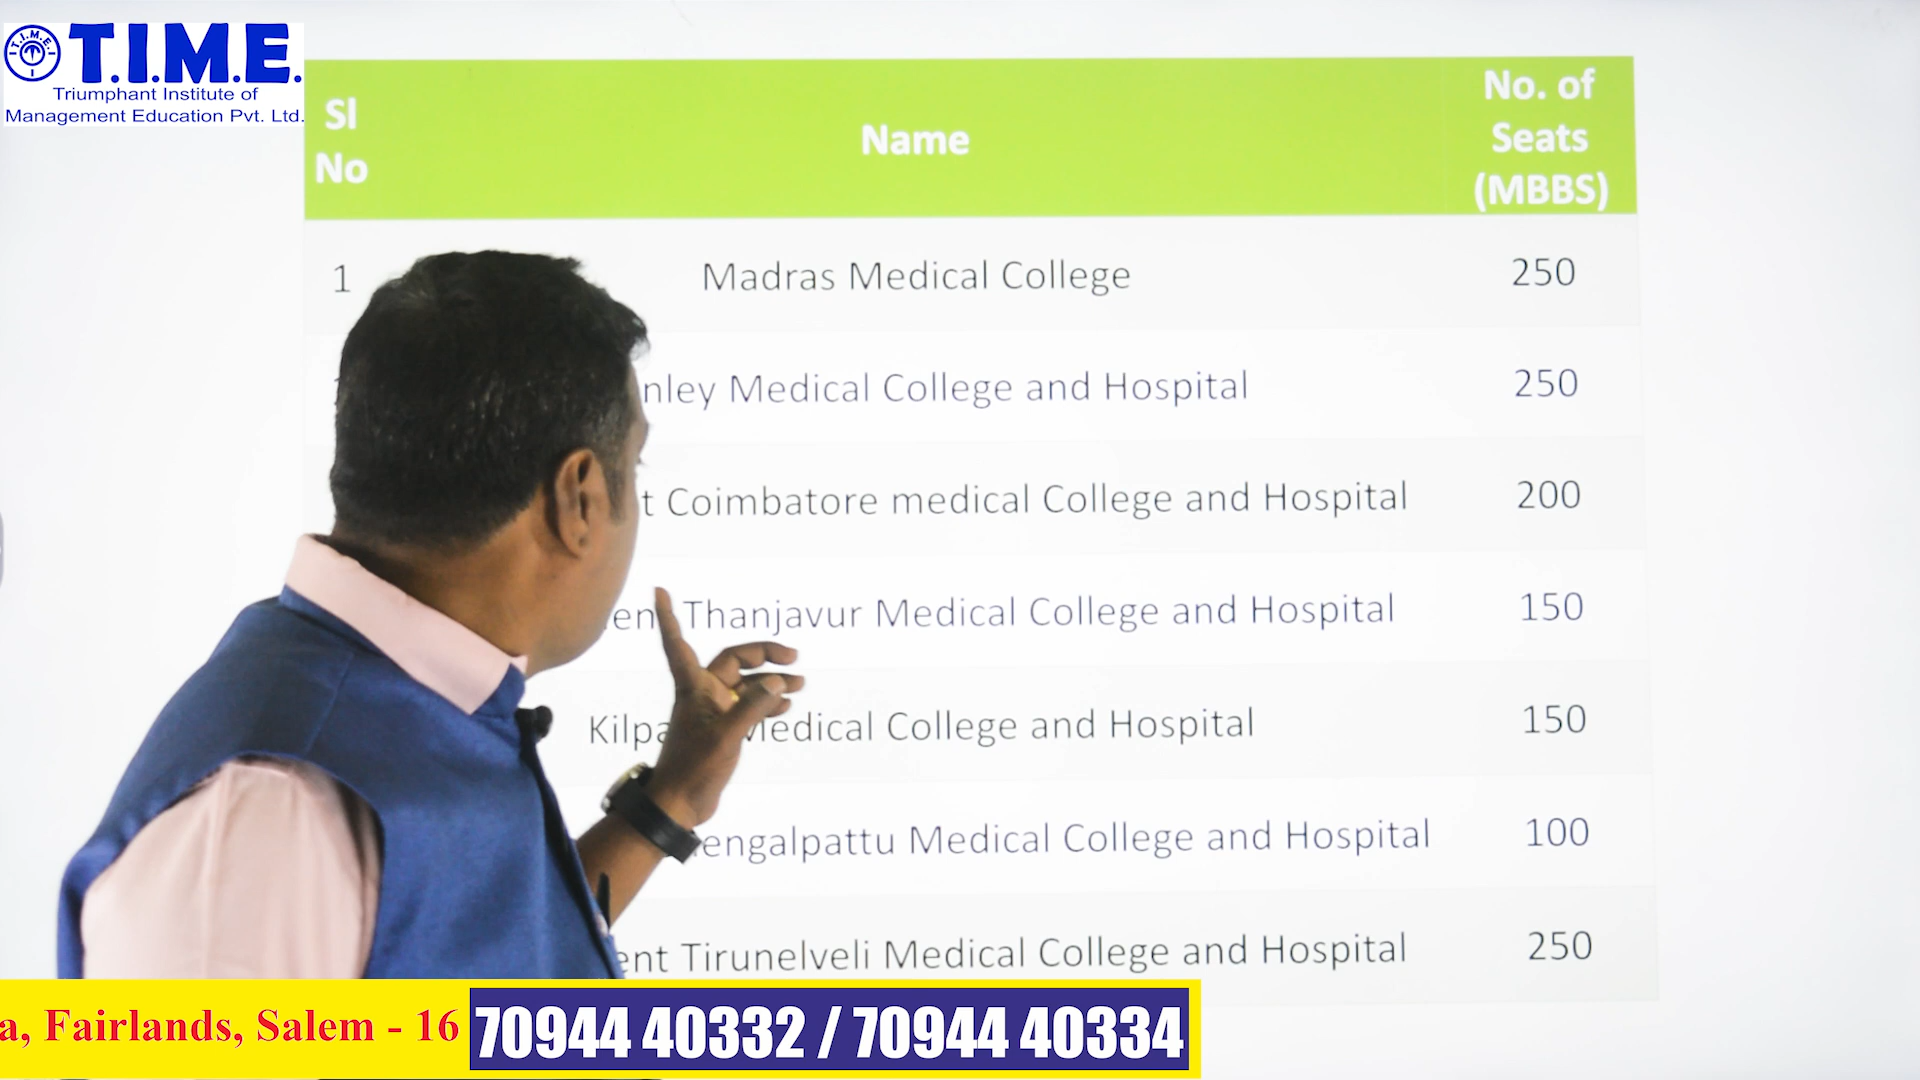 T.I.M.E.
T.I.M.E.
Triumphant Institute of
Management Education Pvt. Ltd.
Sl No
Name
No. of Seats (MBBS)
1 Madras Medical College 250
nley Medical College and Hospital 250
t Coimbatore medical College and Hospital 200
en Thanjavur Medical College and Hospital 150
Kilpa Medical College and Hospital 150
engalpattu Medical College and Hospital 100
ent Tirunelveli Medical College and Hospital 250
a, Fairlands, Salem - 16
70944 40332 / 70944 40334